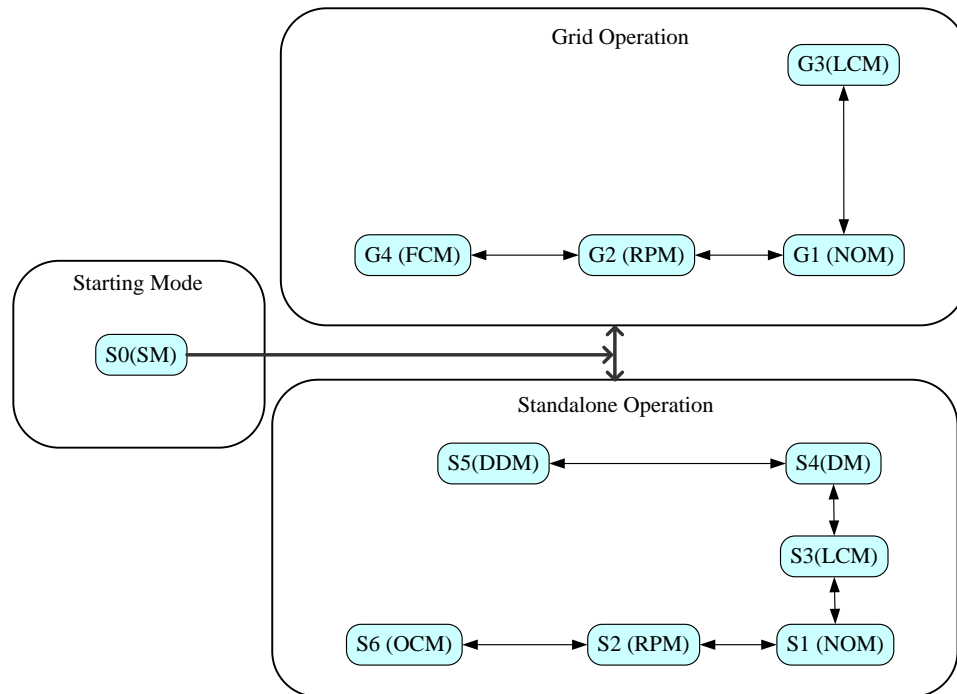 Grid Operation
G3(LCM)
G4 (FCM)
G2 (RPM)
G1 (NOM)
Starting Mode
S0(SM)
Standalone Operation
S5(DDM)
S4(DM)
S3(LCM)
S6 (OCM)
S2 (RPM)
S1 (NOM)